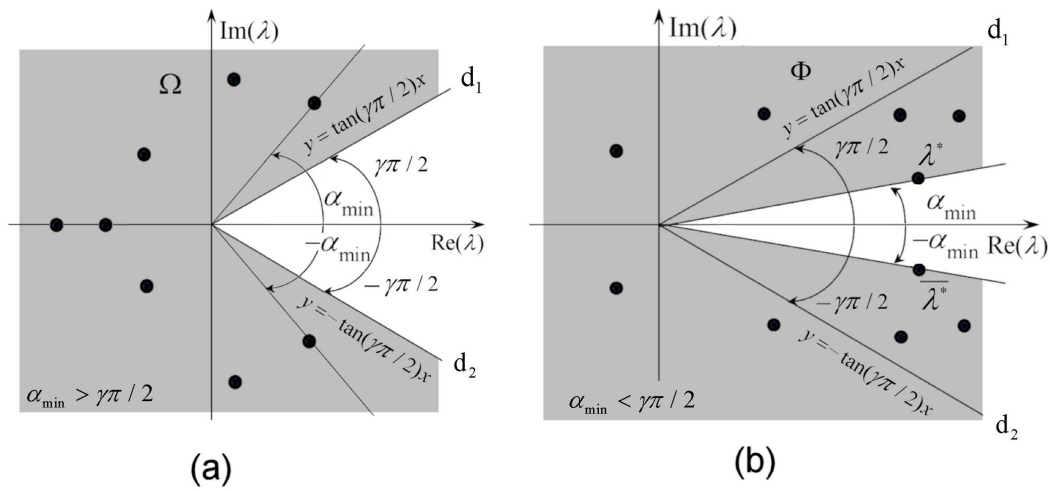 Im(λ)
d₁
Ω
y = tan(γπ / 2)x
γπ / 2
α_min
Re(λ)
−α_min
−γπ / 2
y = −tan(γπ / 2)x
d₂
α_min > γπ / 2
(a)
Im(λ)
d₁
Φ
y = tan(γπ / 2)x
γπ / 2
λ*
α_min
Re(λ)
−α_min
−γπ / 2
\overline{λ*}
y = −tan(γπ / 2)x
α_min < γπ / 2
d₂
(b)